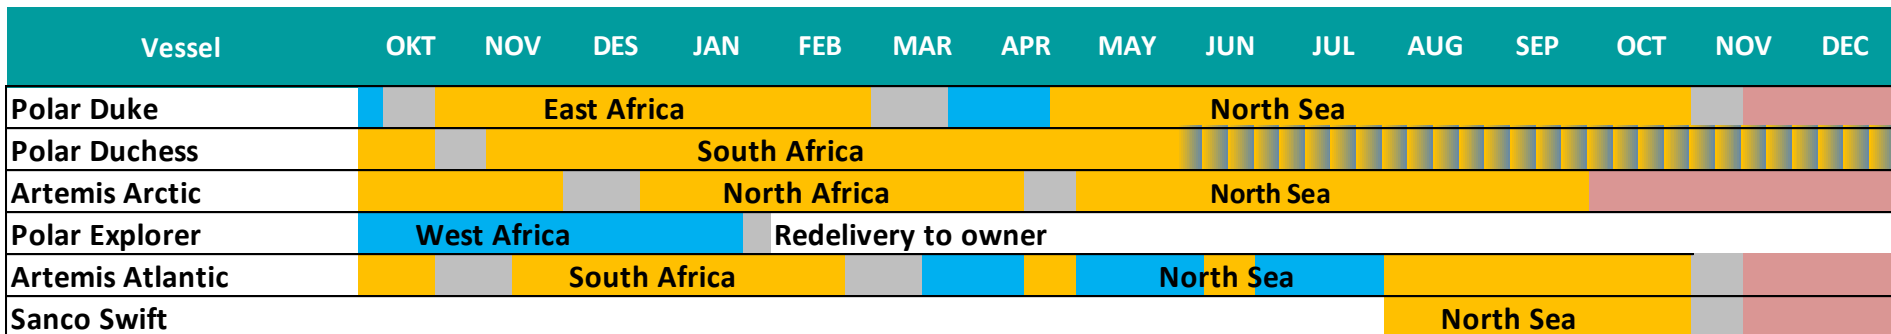 Vessel OKT NOV DES JAN FEB MAR APR MAY JUN JUL AUG SEP OCT NOV DEC
Polar Duke East Africa North Sea
Polar Duchess South Africa
Artemis Arctic North Africa North Sea
Polar Explorer West Africa Redelivery to owner
Artemis Atlantic South Africa North Sea
Sanco Swift North Sea